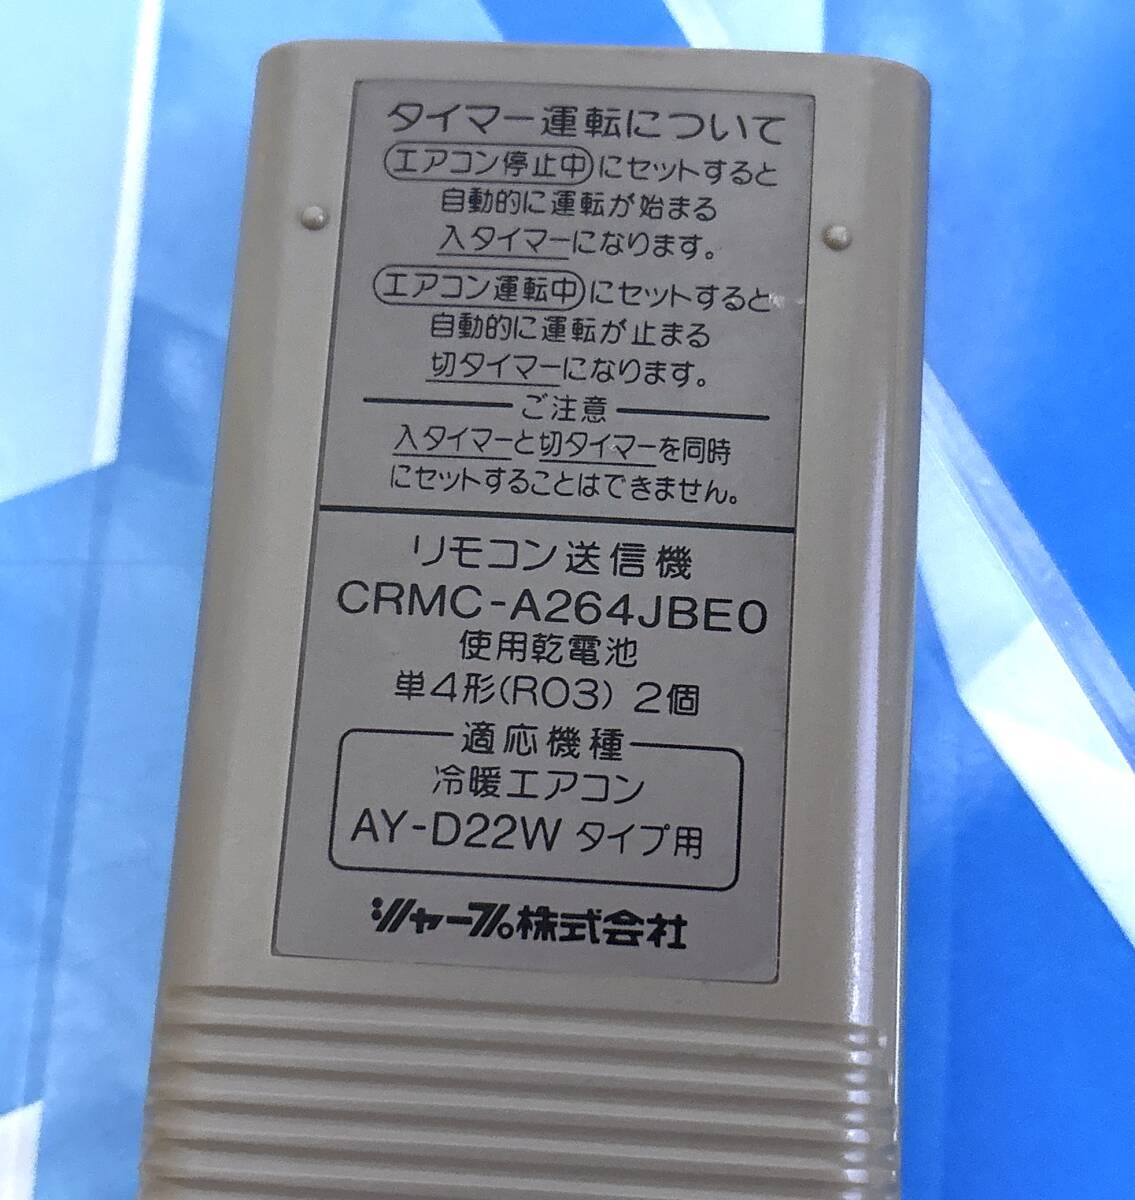 タイマー運転について
エアコン停止中にセットすると
自動的に運転が始まる
入タイマーになります。
エアコン運転中にセットすると
自動的に運転が止まる
切タイマーになります。
ご注意
入タイマーと切タイマーを同時
にセットすることはできません。
リモコン送信機
CRMC-A264JBE0
使用乾電池
単4形(R03) 2個
適応機種
冷暖エアコン
AY-D22W タイプ用
シャープ株式会社